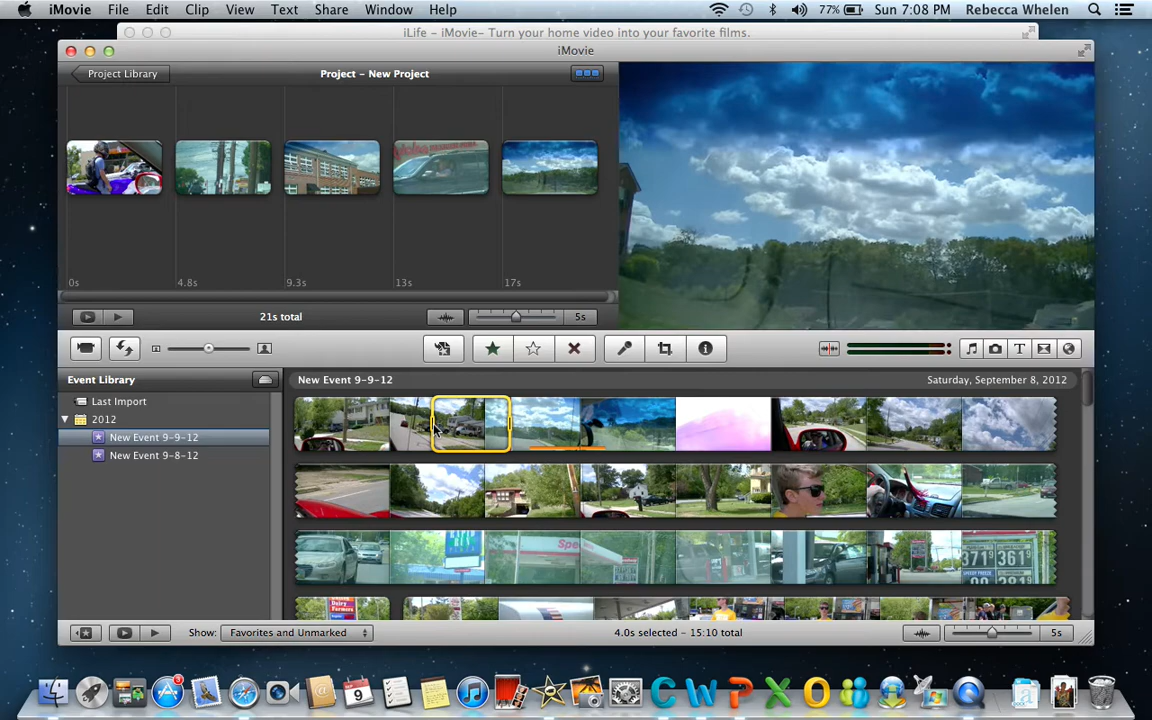 iMovie File Edit Clip View Text Share Window Help 77% Sun 7:08 PM Rebecca Whelen
iLife – iMovie– Turn your home video into your favorite films.
iMovie
Project Library
Project – New Project
0s 4.8s 9.3s 13s 17s
21s total 5s
Event Library
New Event 9-9-12 Saturday, September 8, 2012
Last Import
2012
New Event 9-9-12
New Event 9-8-12
371
361
Show: Favorites and Unmarked 4.0s selected – 15:10 total 5s
3
9